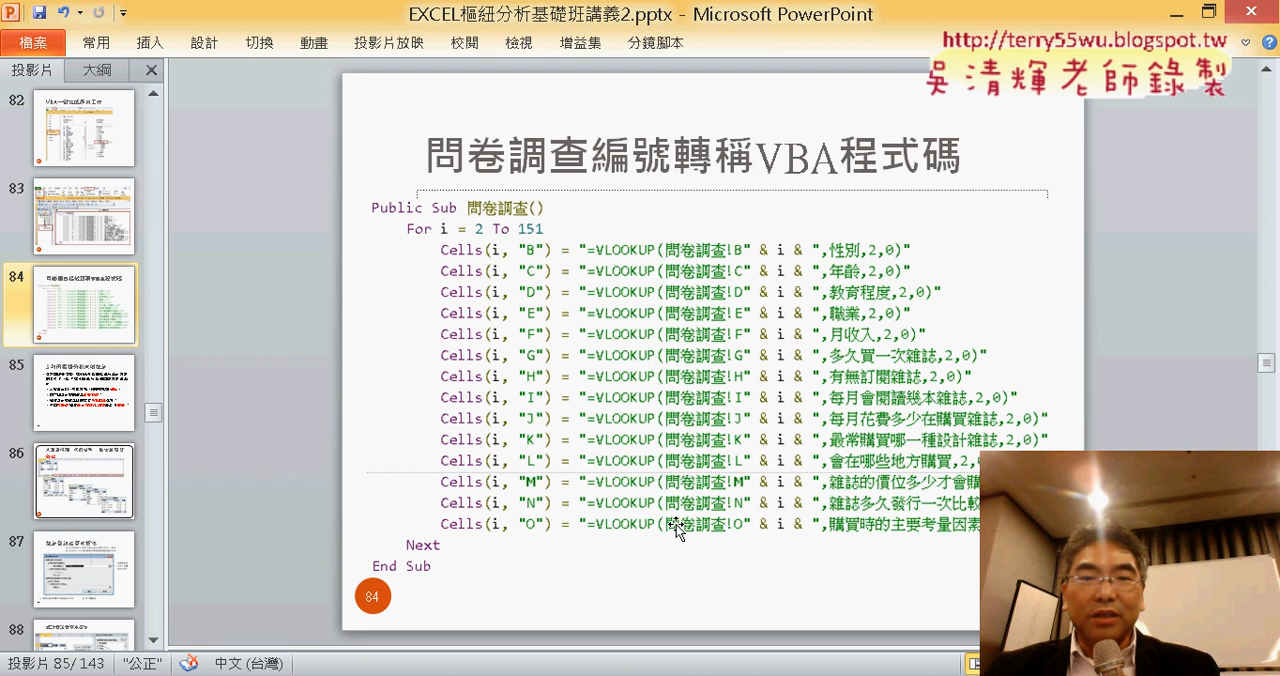 EXCEL樞紐分析基礎班講義2.pptx - Microsoft PowerPoint
檔案 常用 插入 設計 切換 動畫 投影片放映 校閱 檢視 增益集 分鏡腳本
http://terry55wu.blogspot.tw
吳清輝老師錄製
投影片 大綱
82
83
84
85
86
87
88
問卷調查編號轉稱VBA程式碼
Public Sub 問卷調查()
For i = 2 To 151
Cells(i, "B") = "=VLOOKUP(問卷調查!B" & i & ",性別,2,0)"
Cells(i, "C") = "=VLOOKUP(問卷調查!C" & i & ",年齡,2,0)"
Cells(i, "D") = "=VLOOKUP(問卷調查!D" & i & ",教育程度,2,0)"
Cells(i, "E") = "=VLOOKUP(問卷調查!E" & i & ",職業,2,0)"
Cells(i, "F") = "=VLOOKUP(問卷調查!F" & i & ",月收入,2,0)"
Cells(i, "G") = "=VLOOKUP(問卷調查!G" & i & ",多久買一次雜誌,2,0)"
Cells(i, "H") = "=VLOOKUP(問卷調查!H" & i & ",有無訂閱雜誌,2,0)"
Cells(i, "I") = "=VLOOKUP(問卷調查!I" & i & ",每月會閱讀幾本雜誌,2,0)"
Cells(i, "J") = "=VLOOKUP(問卷調查!J" & i & ",每月花費多少在購買雜誌,2,0)"
Cells(i, "K") = "=VLOOKUP(問卷調查!K" & i & ",最常購買哪一種設計雜誌,2,0)"
Cells(i, "L") = "=VLOOKUP(問卷調查!L" & i & ",會在哪些地方購買,2,0
Cells(i, "M") = "=VLOOKUP(問卷調查!M" & i & ",雜誌的價位多少才會購
Cells(i, "N") = "=VLOOKUP(問卷調查!N" & i & ",雜誌多久發行一次比較
Cells(i, "O") = "=VLOOKUP(問卷調查!O" & i & ",購買時的主要考量因素
Next
End Sub
84
投影片 85/143 "公正" 中文 (台灣)